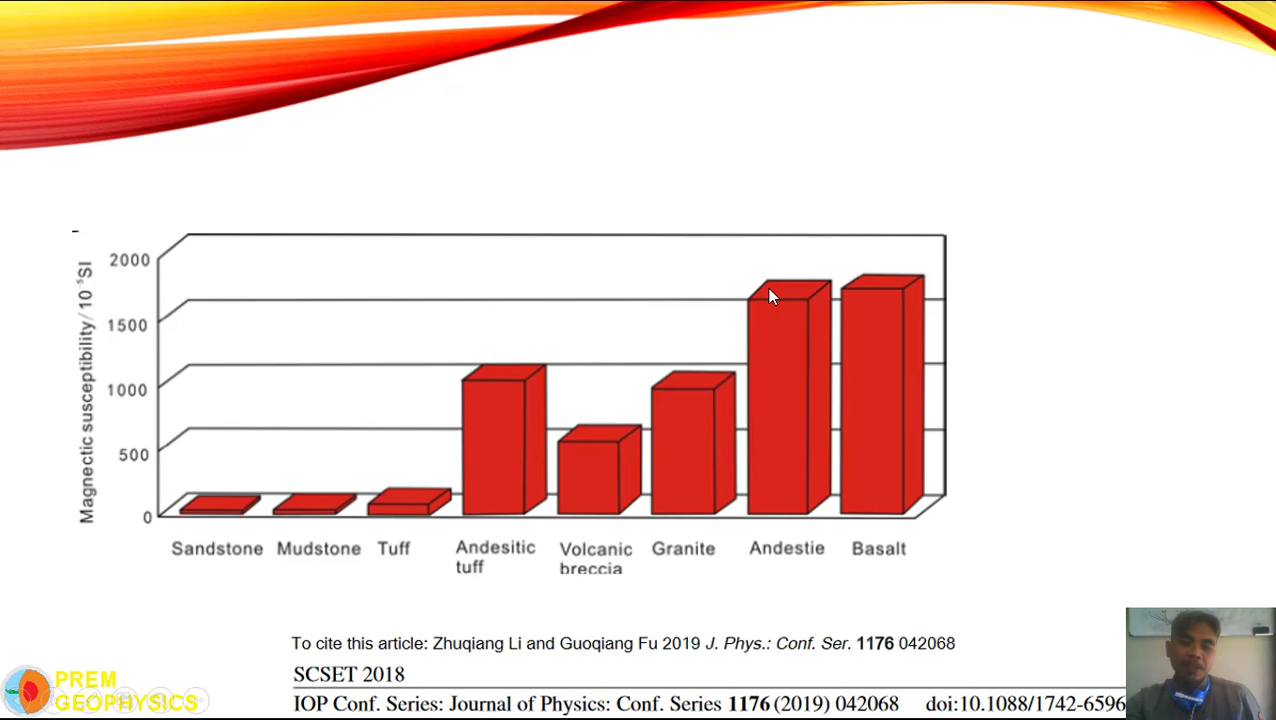 2000
1500
1000
500
0
Magnectic susceptibility/10⁻⁵SI
Sandstone Mudstone Tuff Andesitic tuff Volcanic breccia Granite Andestie Basalt
To cite this article: Zhuqiang Li and Guoqiang Fu 2019 J. Phys.: Conf. Ser. 1176 042068
SCSET 2018
IOP Conf. Series: Journal of Physics: Conf. Series 1176 (2019) 042068 doi:10.1088/1742-6596
PREM
GEOPHYSICS